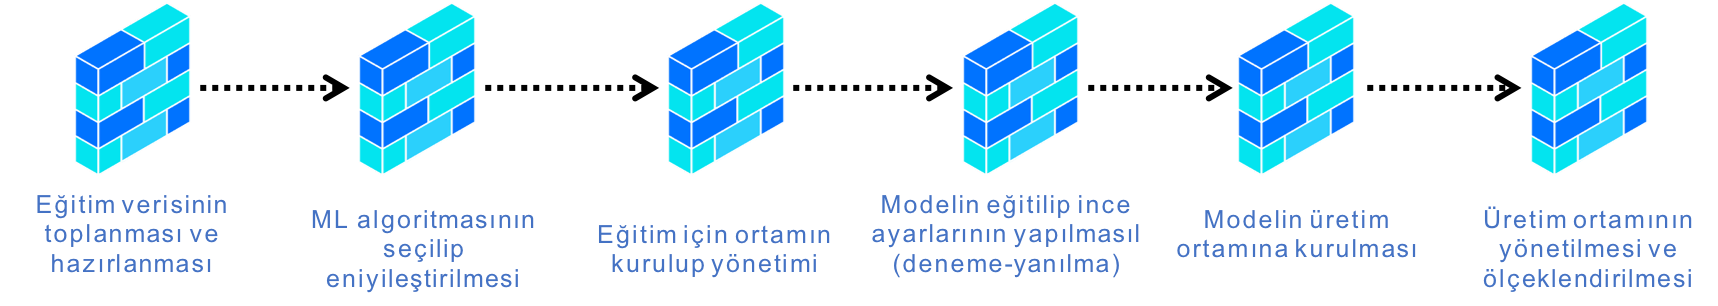 Eğitim verisinin
toplanması ve
hazırlanması
ML algoritmasının
seçilip
eniyileştirilmesi
Eğitim için ortamın
kurulup yönetimi
Modelin eğitilip ince
ayarlarının yapılmasıl
(deneme-yanılma)
Modelin üretim
ortamına kurulması
Üretim ortamının
yönetilmesi ve
ölçeklendirilmesi